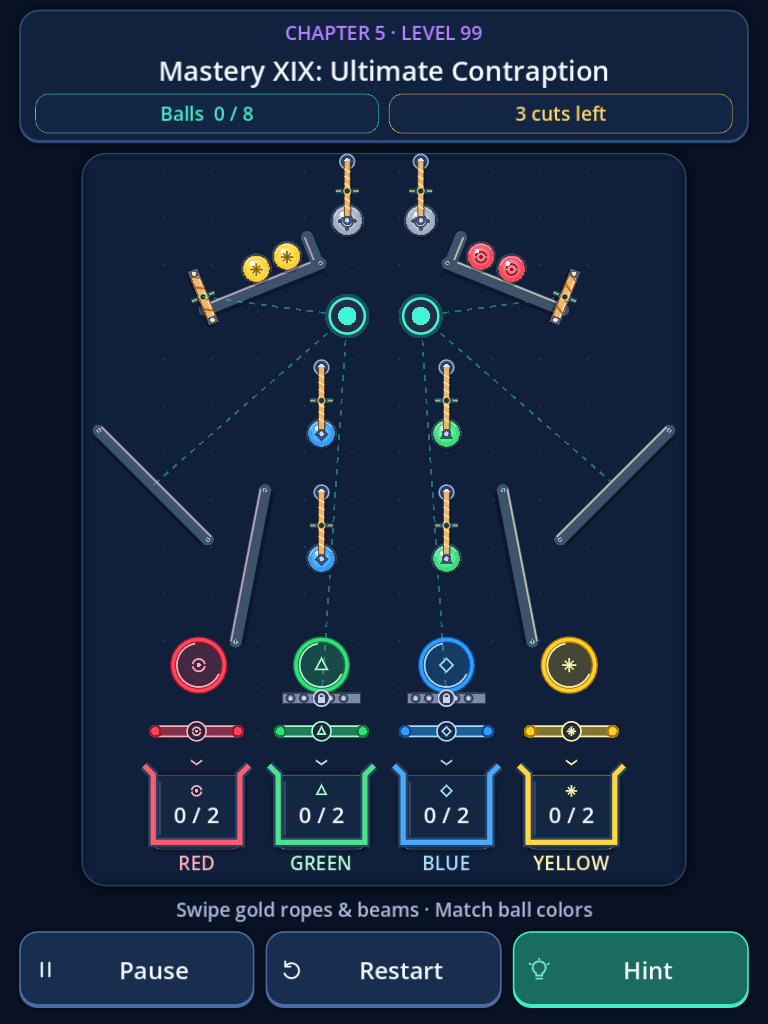 CHAPTER 5 · LEVEL 99
Mastery XIX: Ultimate Contraption
Balls 0 / 8
3 cuts left
0 / 2
0 / 2
0 / 2
0 / 2
RED
GREEN
BLUE
YELLOW
Swipe gold ropes & beams · Match ball colors
Pause
Restart
Hint